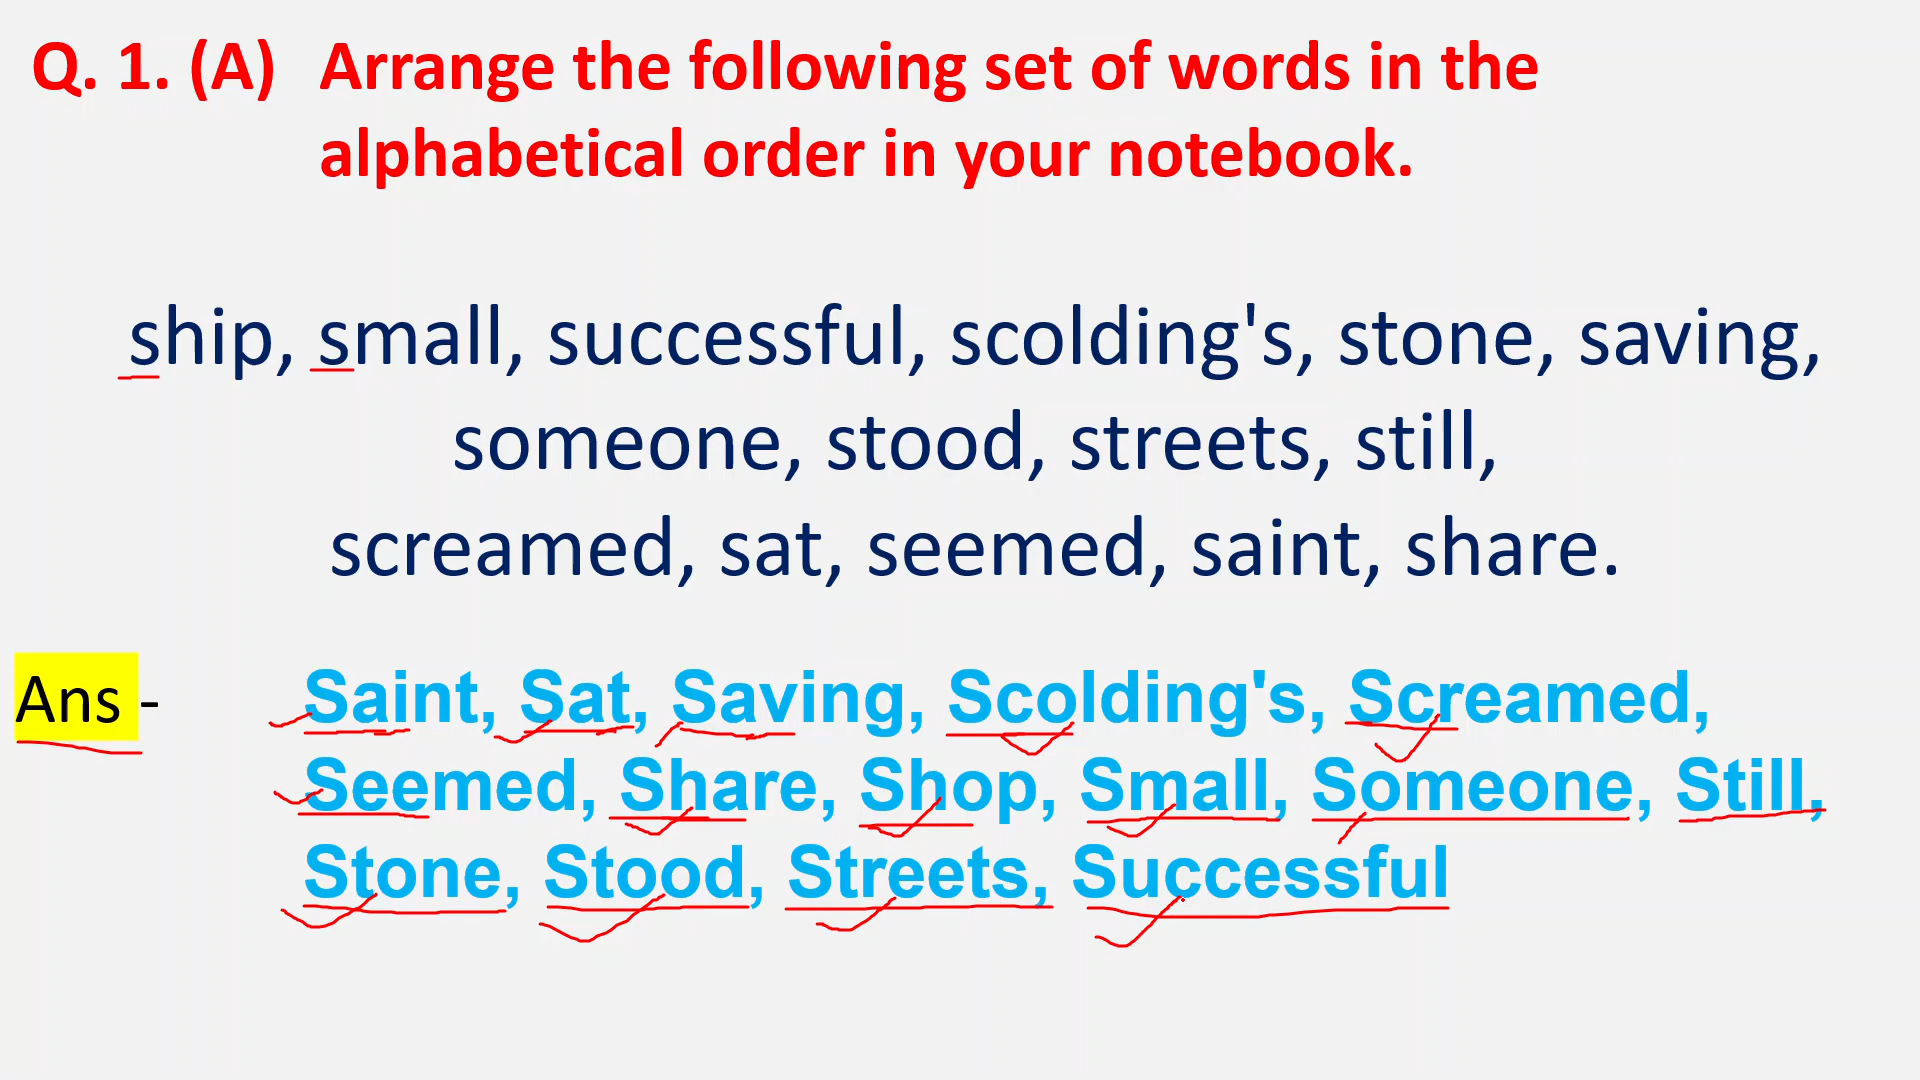 Q. 1. (A) Arrange the following set of words in the
alphabetical order in your notebook.
ship, small, successful, scolding's, stone, saving,
someone, stood, streets, still,
screamed, sat, seemed, saint, share.
Ans - Saint, Sat, Saving, Scolding's, Screamed,
Seemed, Share, Shop, Small, Someone, Still,
Stone, Stood, Streets, Successful